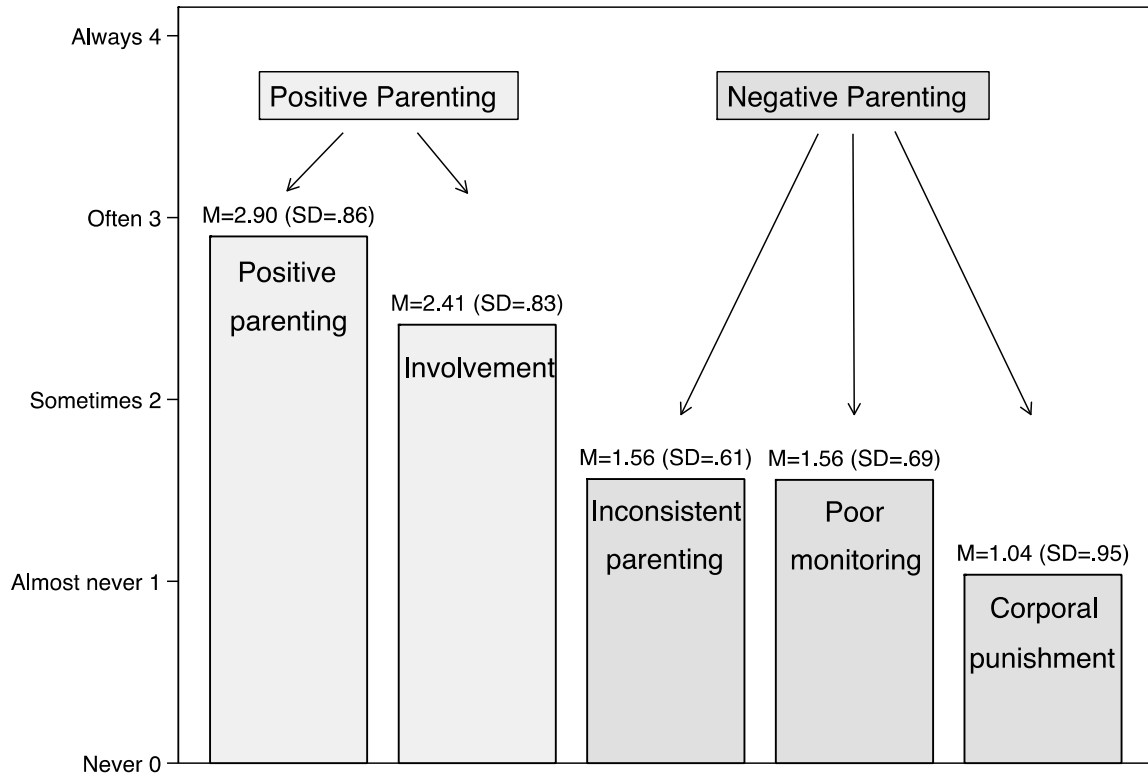 Always 4
Positive Parenting
Negative Parenting
Often 3
M=2.90 (SD=.86)
Positive
parenting
M=2.41 (SD=.83)
Involvement
Sometimes 2
M=1.56 (SD=.61)
M=1.56 (SD=.69)
Inconsistent
parenting
Poor
monitoring
Almost never 1
M=1.04 (SD=.95)
Corporal
punishment
Never 0